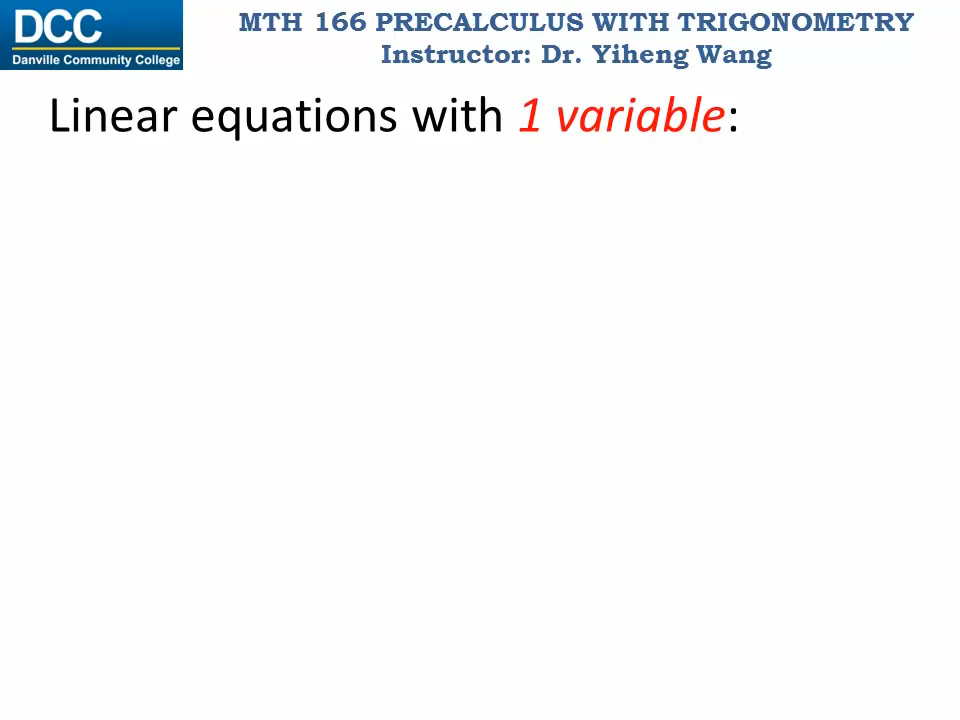 DCC
Danville Community College
MTH 166 PRECALCULUS WITH TRIGONOMETRY
Instructor: Dr. Yiheng Wang
Linear equations with 1 variable: